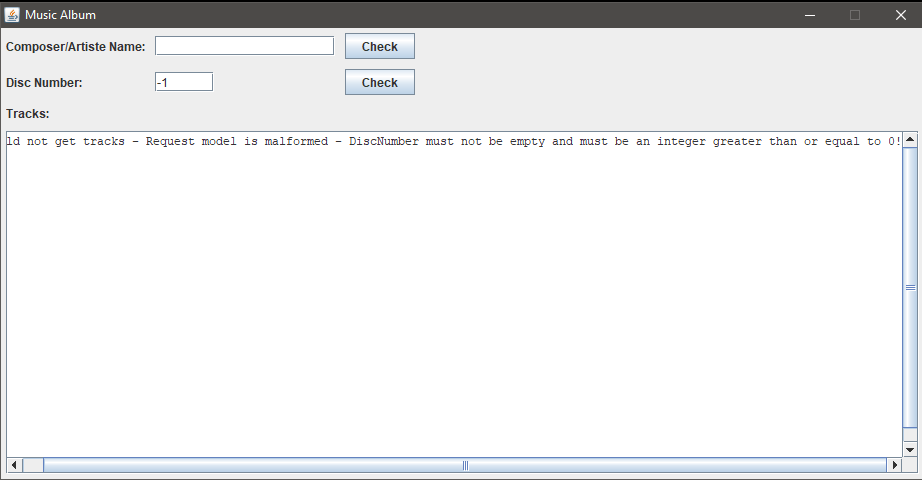 Music Album
Composer/Artiste Name: Check
Disc Number: -1 Check
Tracks:
ld not get tracks - Request model is malformed - DiscNumber must not be empty and must be an integer greater than or equal to 0!